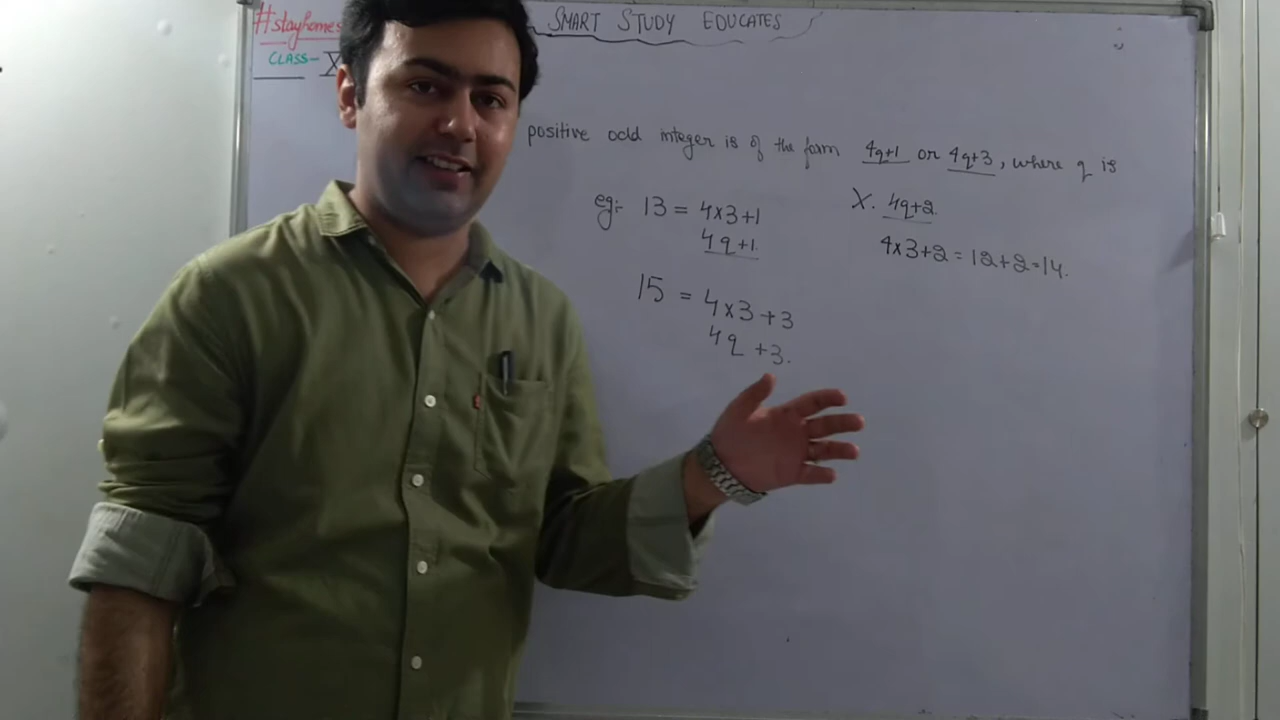 #stayhomes
SMART STUDY EDUCATES
CLASS- X
positive odd integer is of the form 4q+1 or 4q+3, where q is
eg:- 13 = 4x3+1
4q+1.
X. 4q+2.
4x3+2 = 12+2=14.
15 = 4x3+3
4q +3.